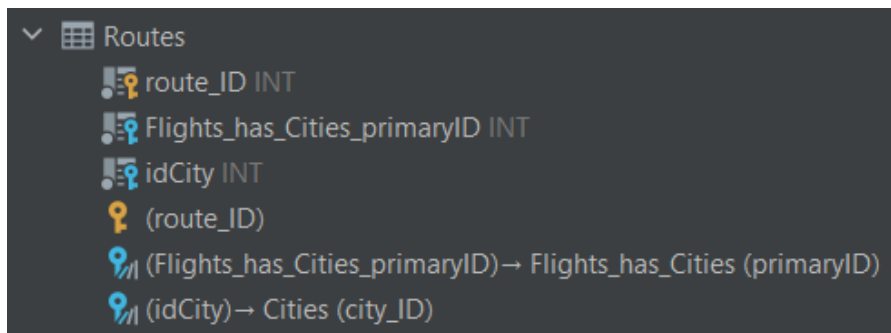 Routes
route_ID INT
Flights_has_Cities_primaryID INT
idCity INT
(route_ID)
(Flights_has_Cities_primaryID)→ Flights_has_Cities (primaryID)
(idCity)→ Cities (city_ID)